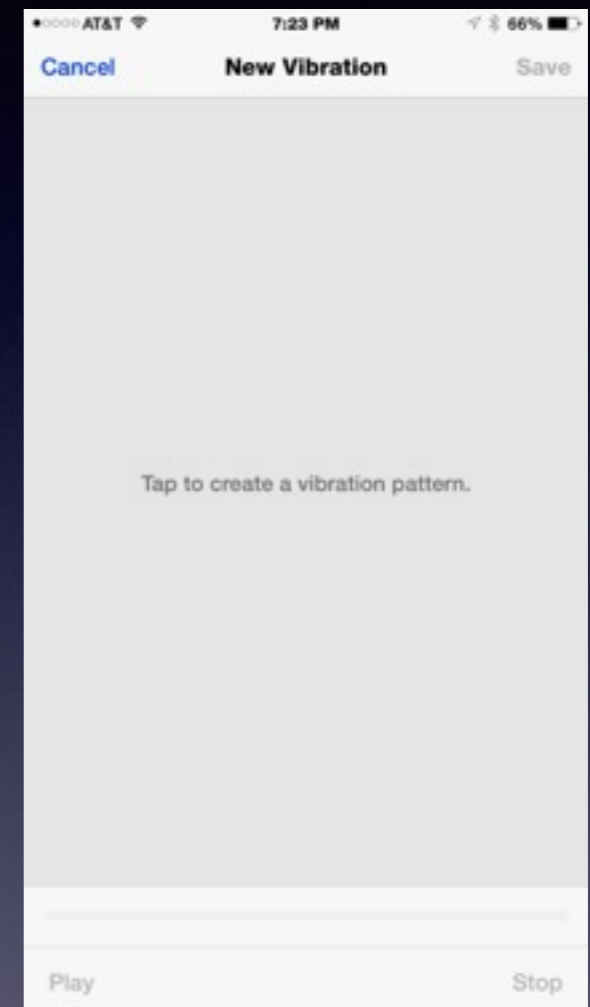 AT&T 7:23 PM 66%
Cancel New Vibration Save
Tap to create a vibration pattern.
Play Stop